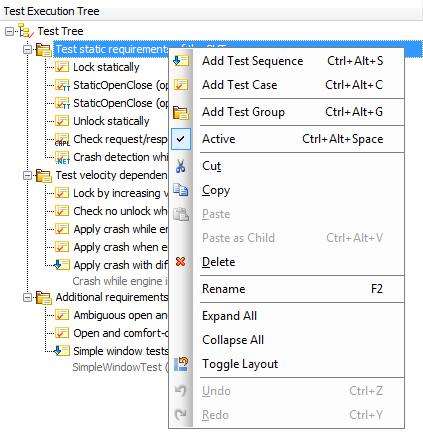 Test Execution Tree
Test Tree
Test static requirements of the SUT
Lock statically
StaticOpenClose (op
StaticOpenClose (op
Unlock statically
Check request/resp
Crash detection whi
Test velocity dependen
Lock by increasing v
Check no unlock wh
Apply crash while en
Apply crash when e
Apply crash with dif
Crash while engine i
Additional requirements
Ambiguous open an
Open and comfort-c
Simple window tests
SimpleWindowTest (
Add Test Sequence Ctrl+Alt+S
Add Test Case Ctrl+Alt+C
Add Test Group Ctrl+Alt+G
Active Ctrl+Alt+Space
Cut
Copy
Paste
Paste as Child Ctrl+Alt+V
Delete
Rename F2
Expand All
Collapse All
Toggle Layout
Undo Ctrl+Z
Redo Ctrl+Y